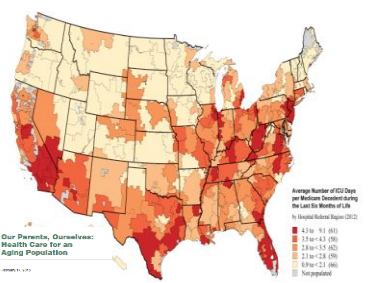 Average Number of ICU Days
per Medicare Decedent during
the Last Six Months of Life
by Hospital Referral Region (2012)
4.3 to 9.1 (61)
3.5 to < 4.3 (58)
2.8 to < 3.5 (62)
2.1 to < 2.8 (59)
0.9 to < 2.1 (66)
Not populated
Our Parents, Ourselves:
Health Care for an
Aging Population